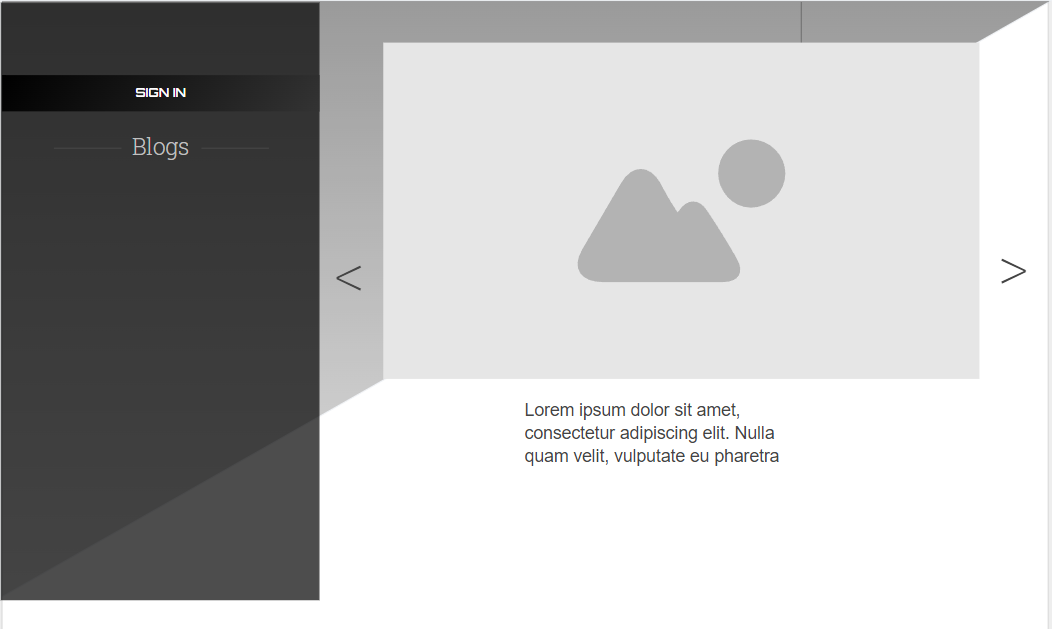 SIGN IN
Blogs
<
>
Lorem ipsum dolor sit amet,
consectetur adipiscing elit. Nulla
quam velit, vulputate eu pharetra